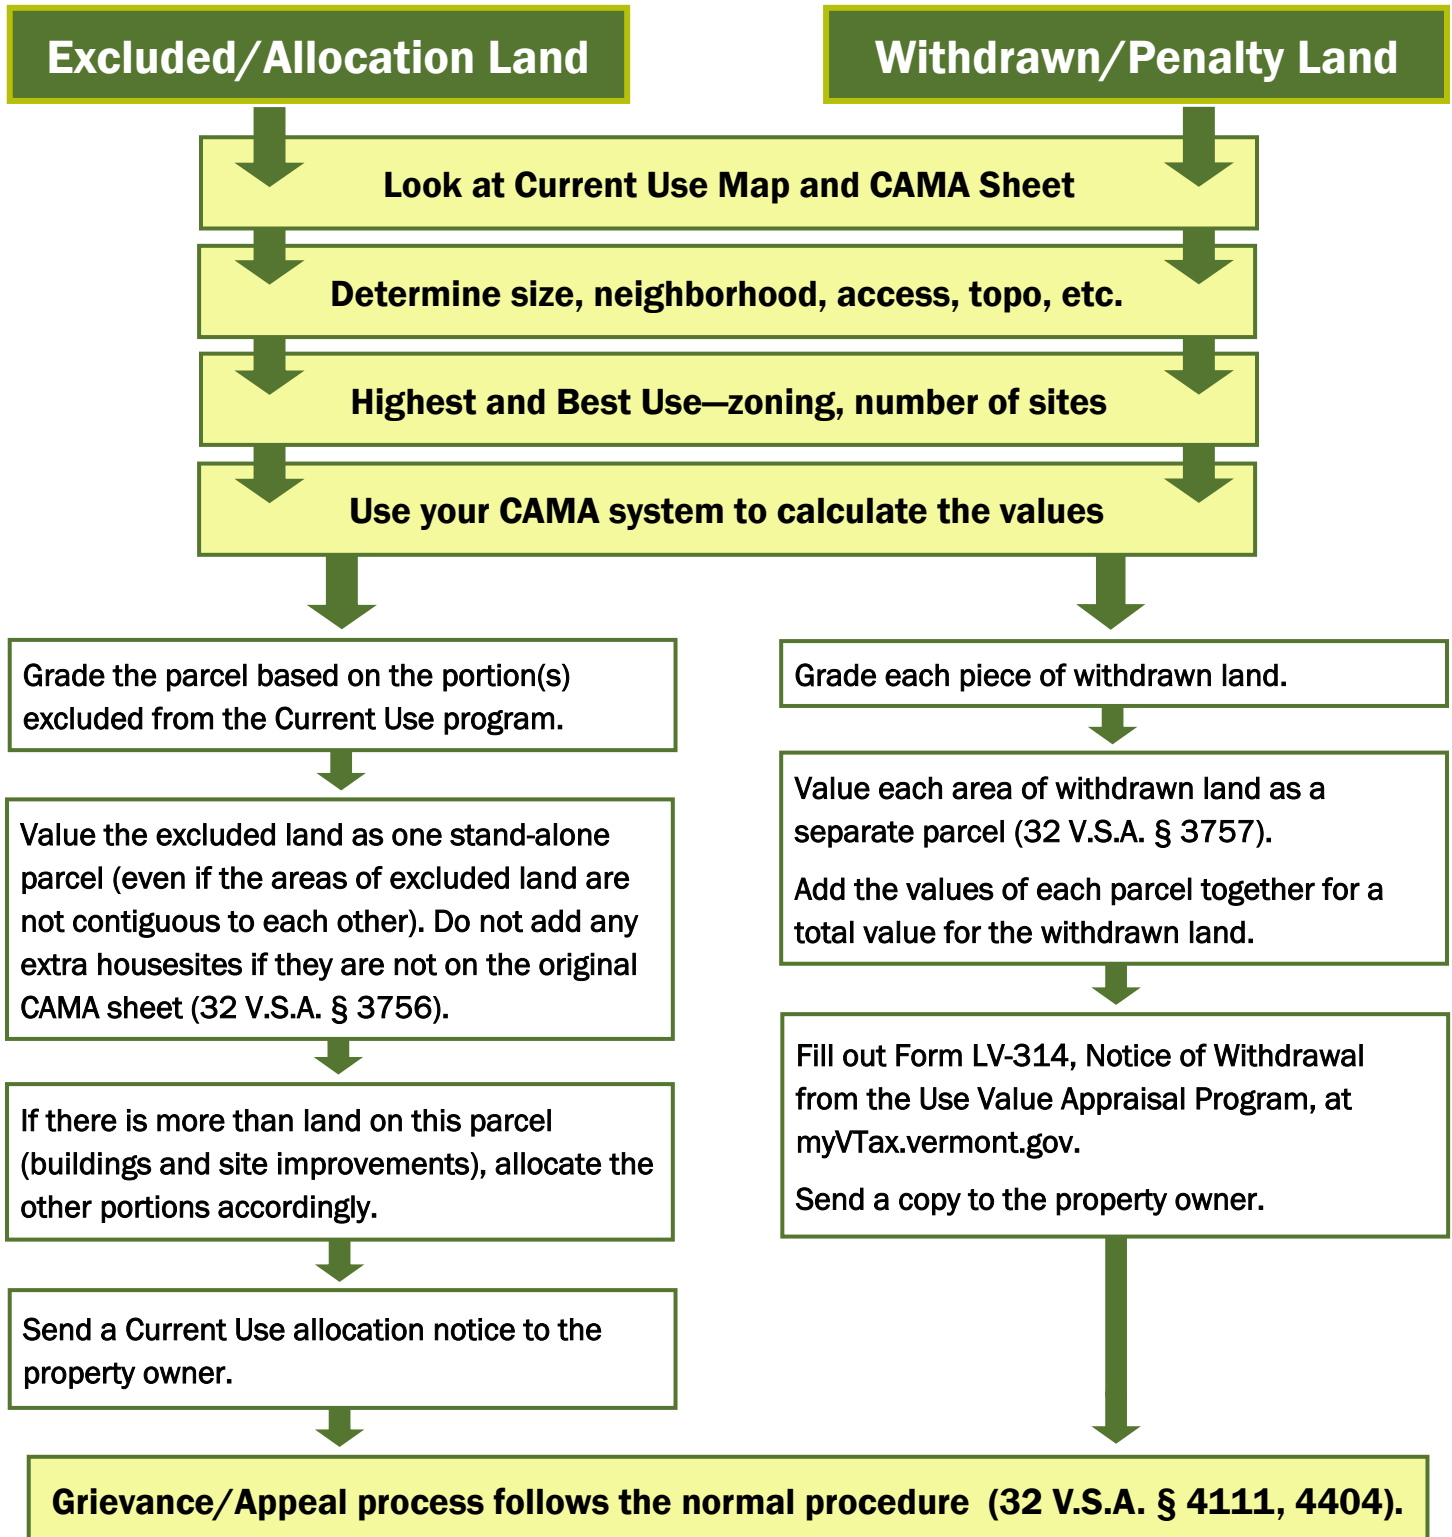 Excluded/Allocation Land
Withdrawn/Penalty Land
Look at Current Use Map and CAMA Sheet
Determine size, neighborhood, access, topo, etc.
Highest and Best Use—zoning, number of sites
Use your CAMA system to calculate the values
Grade the parcel based on the portion(s)
excluded from the Current Use program.
Value the excluded land as one stand-alone
parcel (even if the areas of excluded land are
not contiguous to each other). Do not add any
extra housesites if they are not on the original
CAMA sheet (32 V.S.A. § 3756).
If there is more than land on this parcel
(buildings and site improvements), allocate the
other portions accordingly.
Send a Current Use allocation notice to the
property owner.
Grade each piece of withdrawn land.
Value each area of withdrawn land as a
separate parcel (32 V.S.A. § 3757).
Add the values of each parcel together for a
total value for the withdrawn land.
Fill out Form LV-314, Notice of Withdrawal
from the Use Value Appraisal Program, at
myVTax.vermont.gov.
Send a copy to the property owner.
Grievance/Appeal process follows the normal procedure (32 V.S.A. § 4111, 4404).